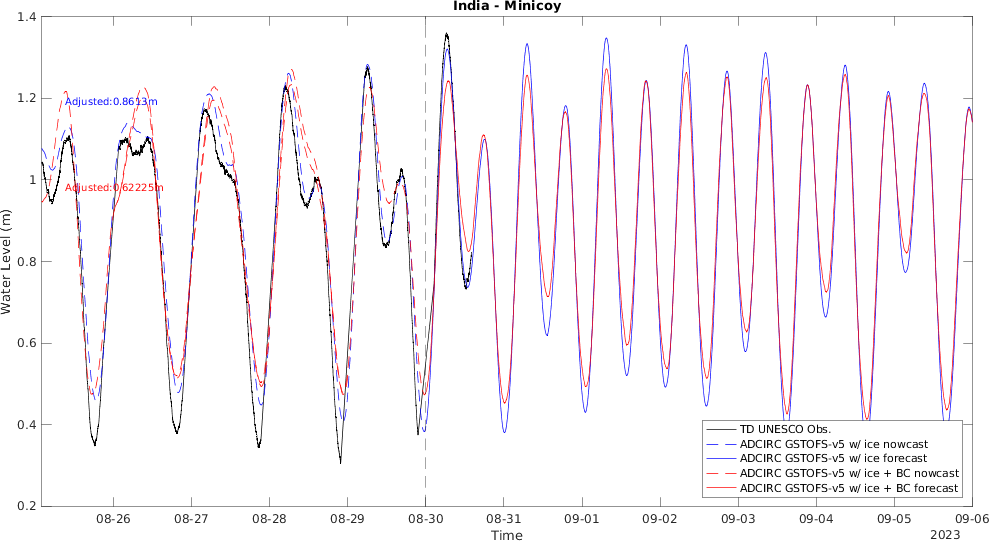 India - Minicoy
1.4
1.2
1
0.8
0.6
0.4
0.2
Water Level (m)
Adjusted:0.8613m
Adjusted:0.62225m
TD UNESCO Obs.
ADCIRC GSTOFS-v5 w/ ice nowcast
ADCIRC GSTOFS-v5 w/ ice forecast
ADCIRC GSTOFS-v5 w/ ice + BC nowcast
ADCIRC GSTOFS-v5 w/ ice + BC forecast
08-26 08-27 08-28 08-29 08-30 08-31 09-01 09-02 09-03 09-04 09-05 09-06
Time
2023